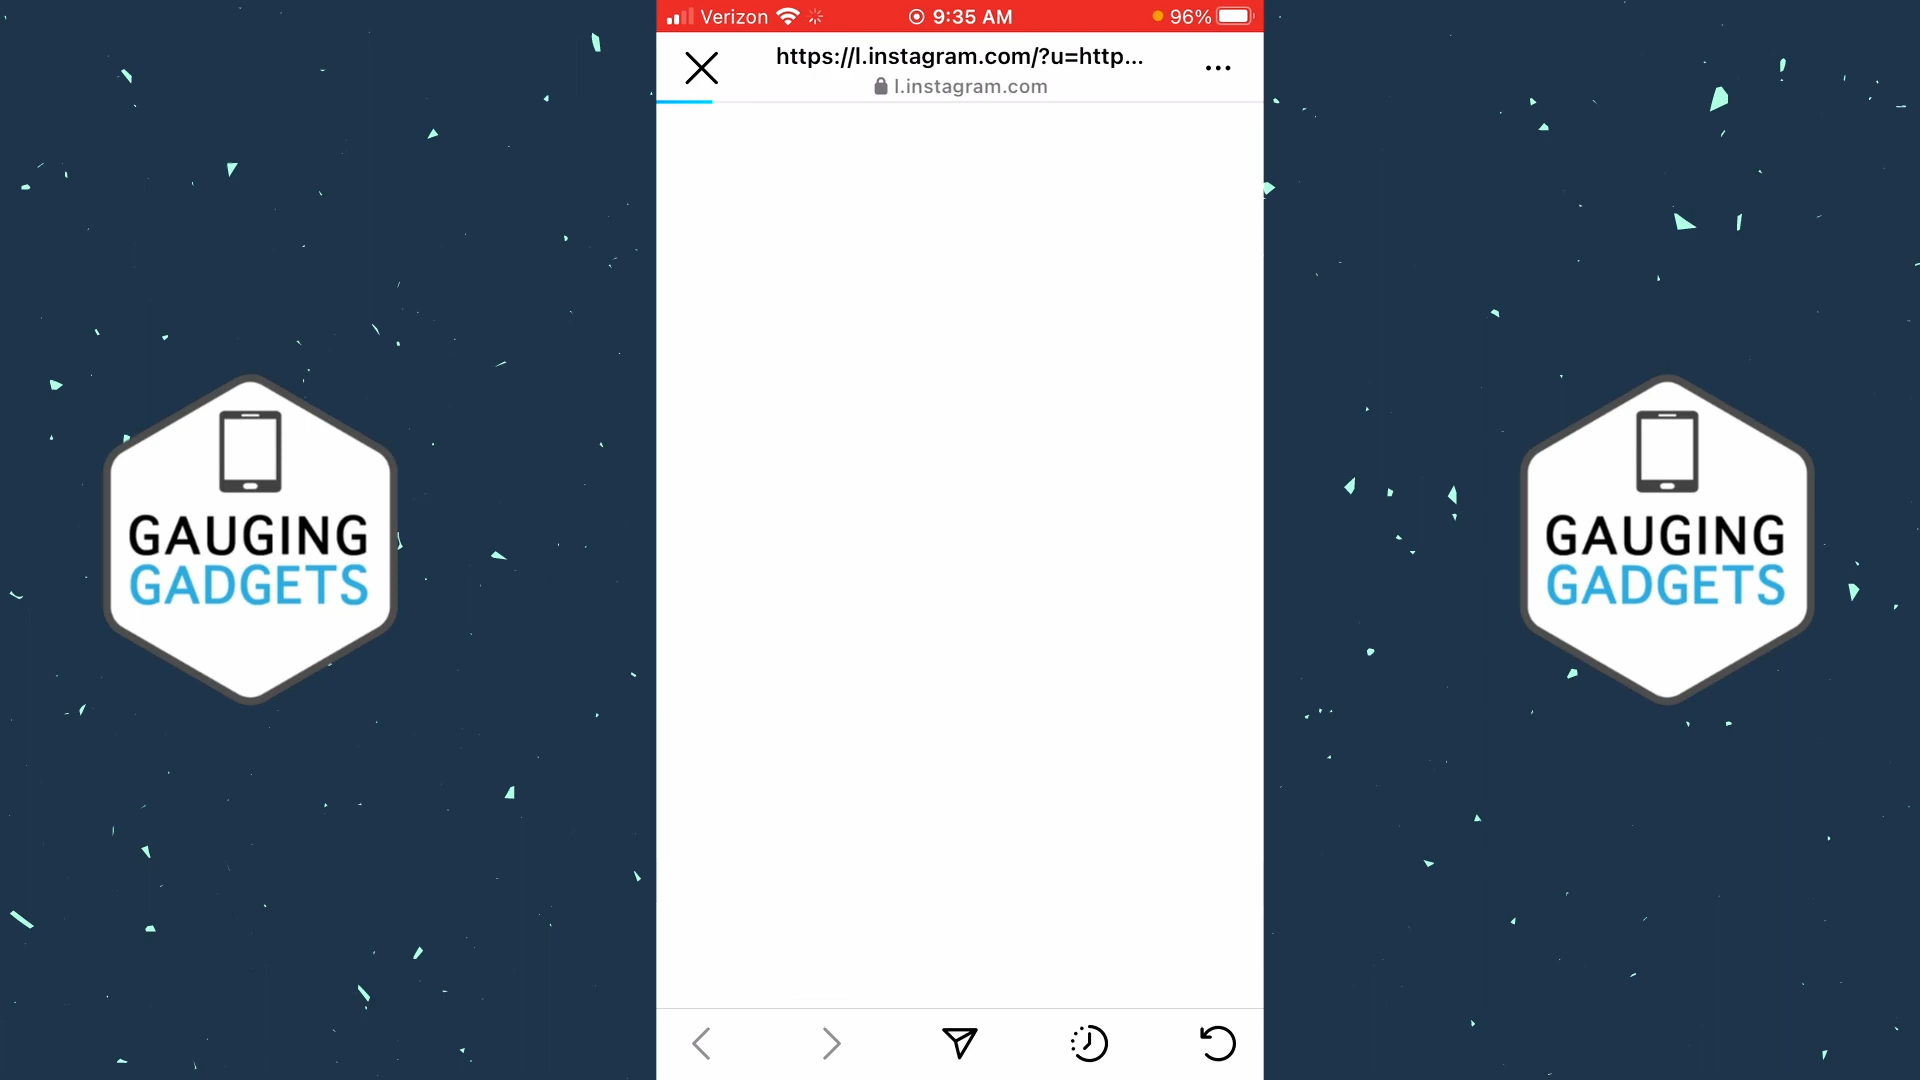 Verizon 9:35 AM 96%
https://l.instagram.com/?u=http...
l.instagram.com
GAUGING
GADGETS
GAUGING
GADGETS